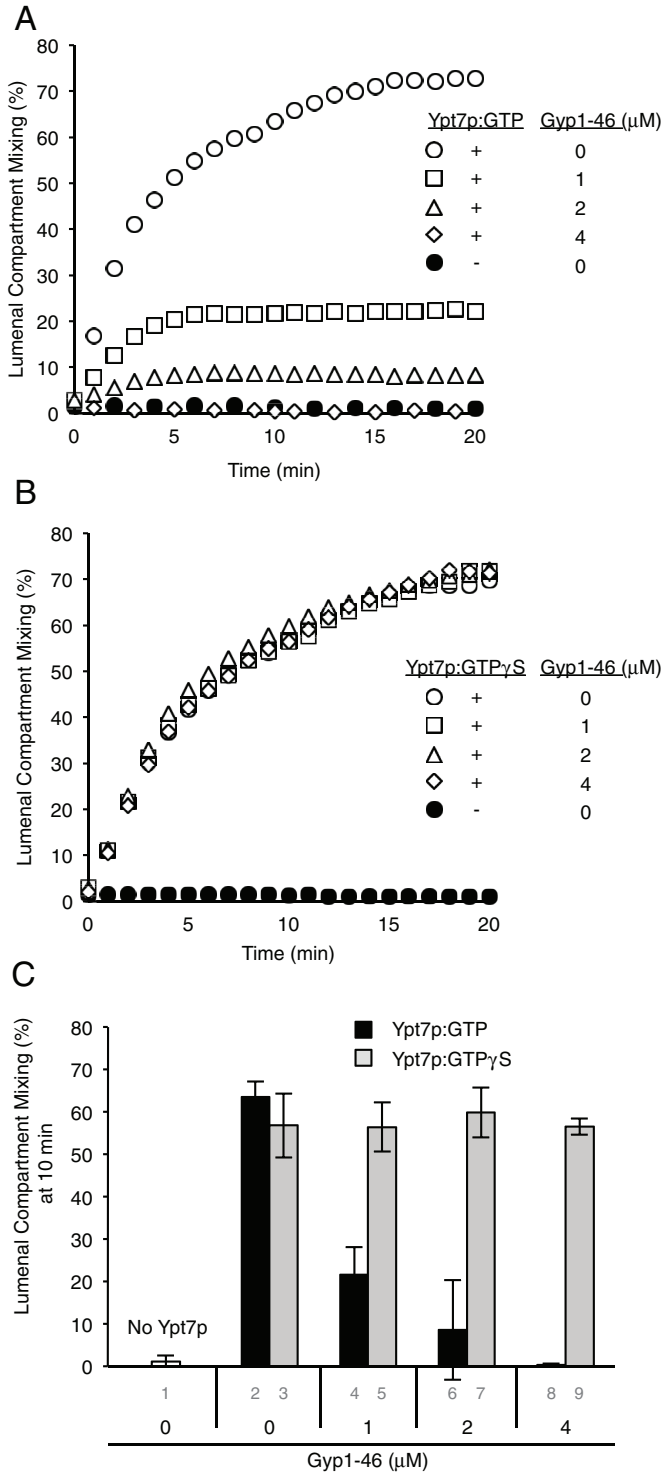 A
Lumenal Compartment Mixing (%)
80
70
60
50
40
30
20
10
0
0 5 10 15 20
Time (min)
Ypt7p:GTP Gyp1-46 (μM)
+ 0
+ 1
+ 2
+ 4
- 0
B
Lumenal Compartment Mixing (%)
80
70
60
50
40
30
20
10
0
0 5 10 15 20
Time (min)
Ypt7p:GTPγS Gyp1-46 (μM)
+ 0
+ 1
+ 2
+ 4
- 0
C
Lumenal Compartment Mixing (%)
at 10 min
80
70
60
50
40
30
20
10
0
Ypt7p:GTP
Ypt7p:GTPγS
No Ypt7p
1 2 3 4 5 6 7 8 9
0 0 1 2 4
Gyp1-46 (μM)